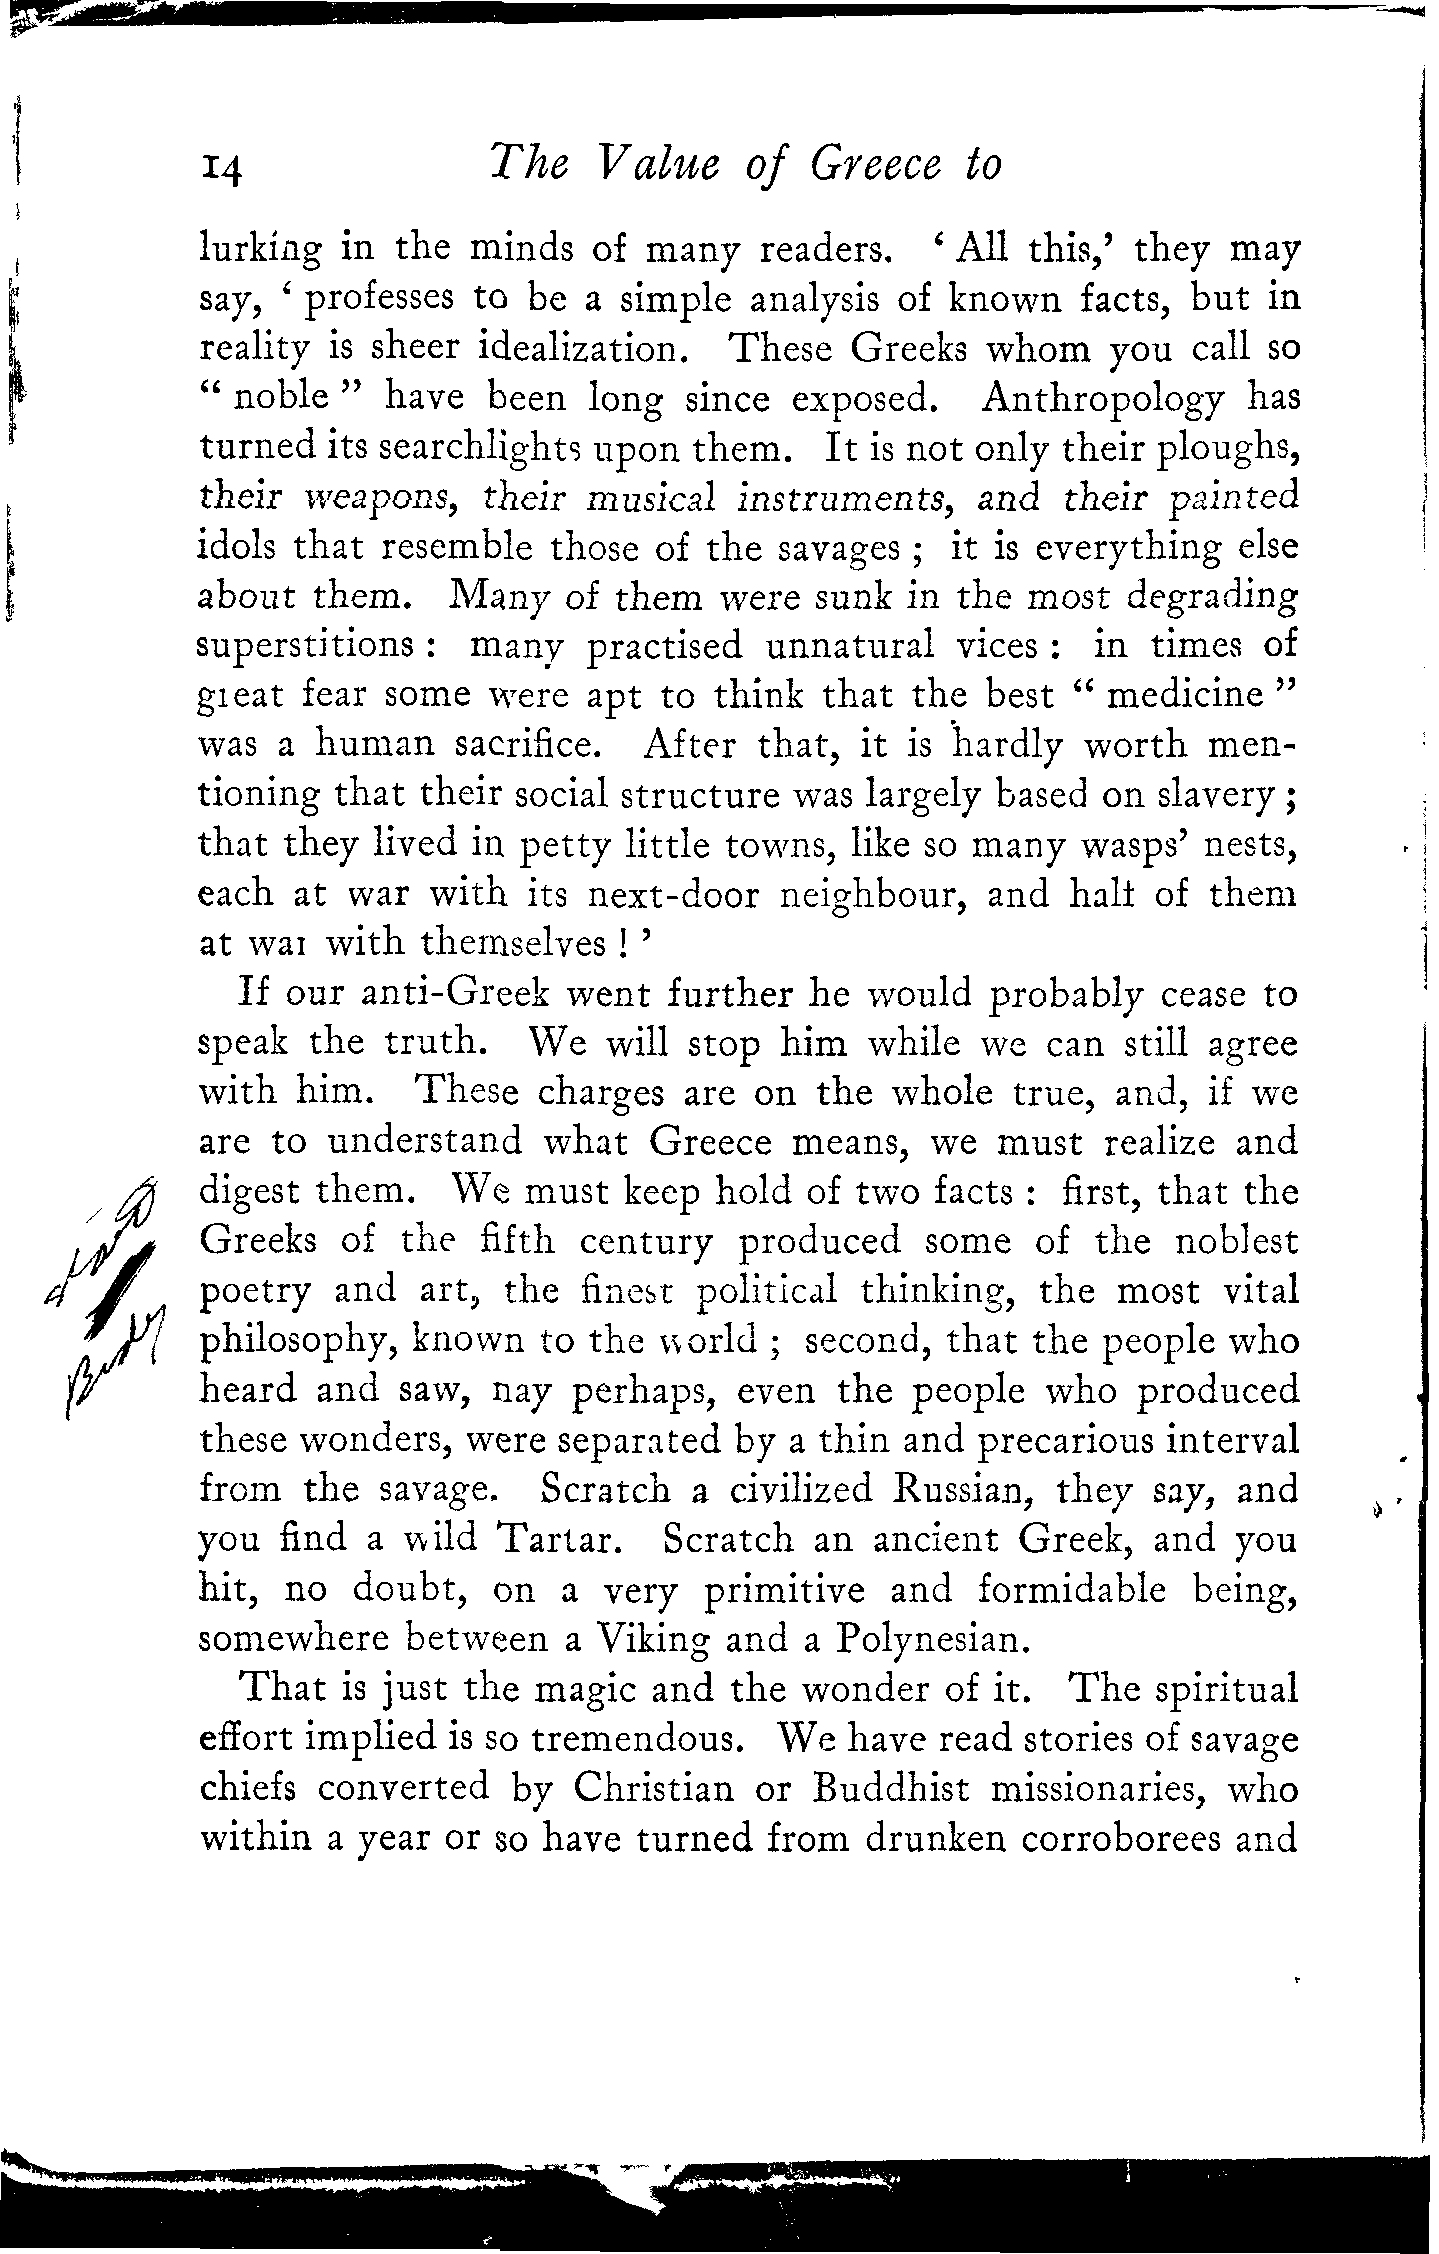 14 The Value of Greece to
lurking in the minds of many readers. ‘ All this,’ they may
say, ‘ professes to be a simple analysis of known facts, but in
reality is sheer idealization. These Greeks whom you call so
“ noble ” have been long since exposed. Anthropology has
turned its searchlights upon them. It is not only their ploughs,
their weapons, their musical instruments, and their painted
idols that resemble those of the savages ; it is everything else
about them. Many of them were sunk in the most degrading
superstitions : many practised unnatural vices : in times of
great fear some were apt to think that the best “ medicine ”
was a human sacrifice. After that, it is hardly worth men-
tioning that their social structure was largely based on slavery ;
that they lived in petty little towns, like so many wasps’ nests,
each at war with its next-door neighbour, and half of them
at war with themselves ! ’
If our anti-Greek went further he would probably cease to
speak the truth. We will stop him while we can still agree
with him. These charges are on the whole true, and, if we
are to understand what Greece means, we must realize and
digest them. We must keep hold of two facts : first, that the
Greeks of the fifth century produced some of the noblest
poetry and art, the finest political thinking, the most vital
philosophy, known to the world ; second, that the people who
heard and saw, nay perhaps, even the people who produced
these wonders, were separated by a thin and precarious interval
from the savage. Scratch a civilized Russian, they say, and
you find a wild Tartar. Scratch an ancient Greek, and you
hit, no doubt, on a very primitive and formidable being,
somewhere between a Viking and a Polynesian.
That is just the magic and the wonder of it. The spiritual
effort implied is so tremendous. We have read stories of savage
chiefs converted by Christian or Buddhist missionaries, who
within a year or so have turned from drunken corroborees and